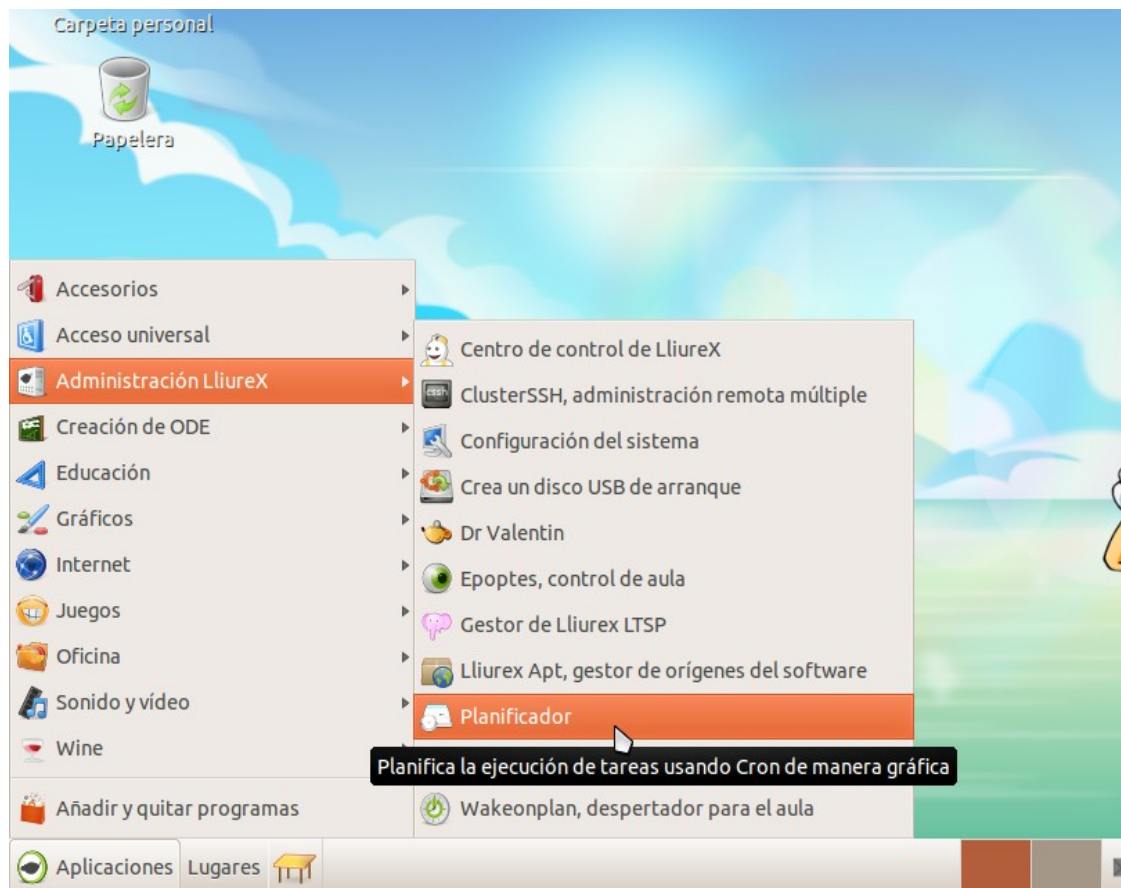 Carpeta personal
Papelera
Accesorios
Acceso universal
Administración LliureX
Creación de ODE
Educación
Gráficos
Internet
Juegos
Oficina
Sonido y vídeo
Wine
Añadir y quitar programas
Centro de control de LliureX
cssh
ClusterSSH, administración remota múltiple
Configuración del sistema
Crea un disco USB de arranque
Dr Valentin
Epoptes, control de aula
Gestor de Lliurex LTSP
Lliurex Apt, gestor de orígenes del software
Planificador
Planifica la ejecución de tareas usando Cron de manera gráfica
Wakeonplan, despertador para el aula
Aplicaciones Lugares